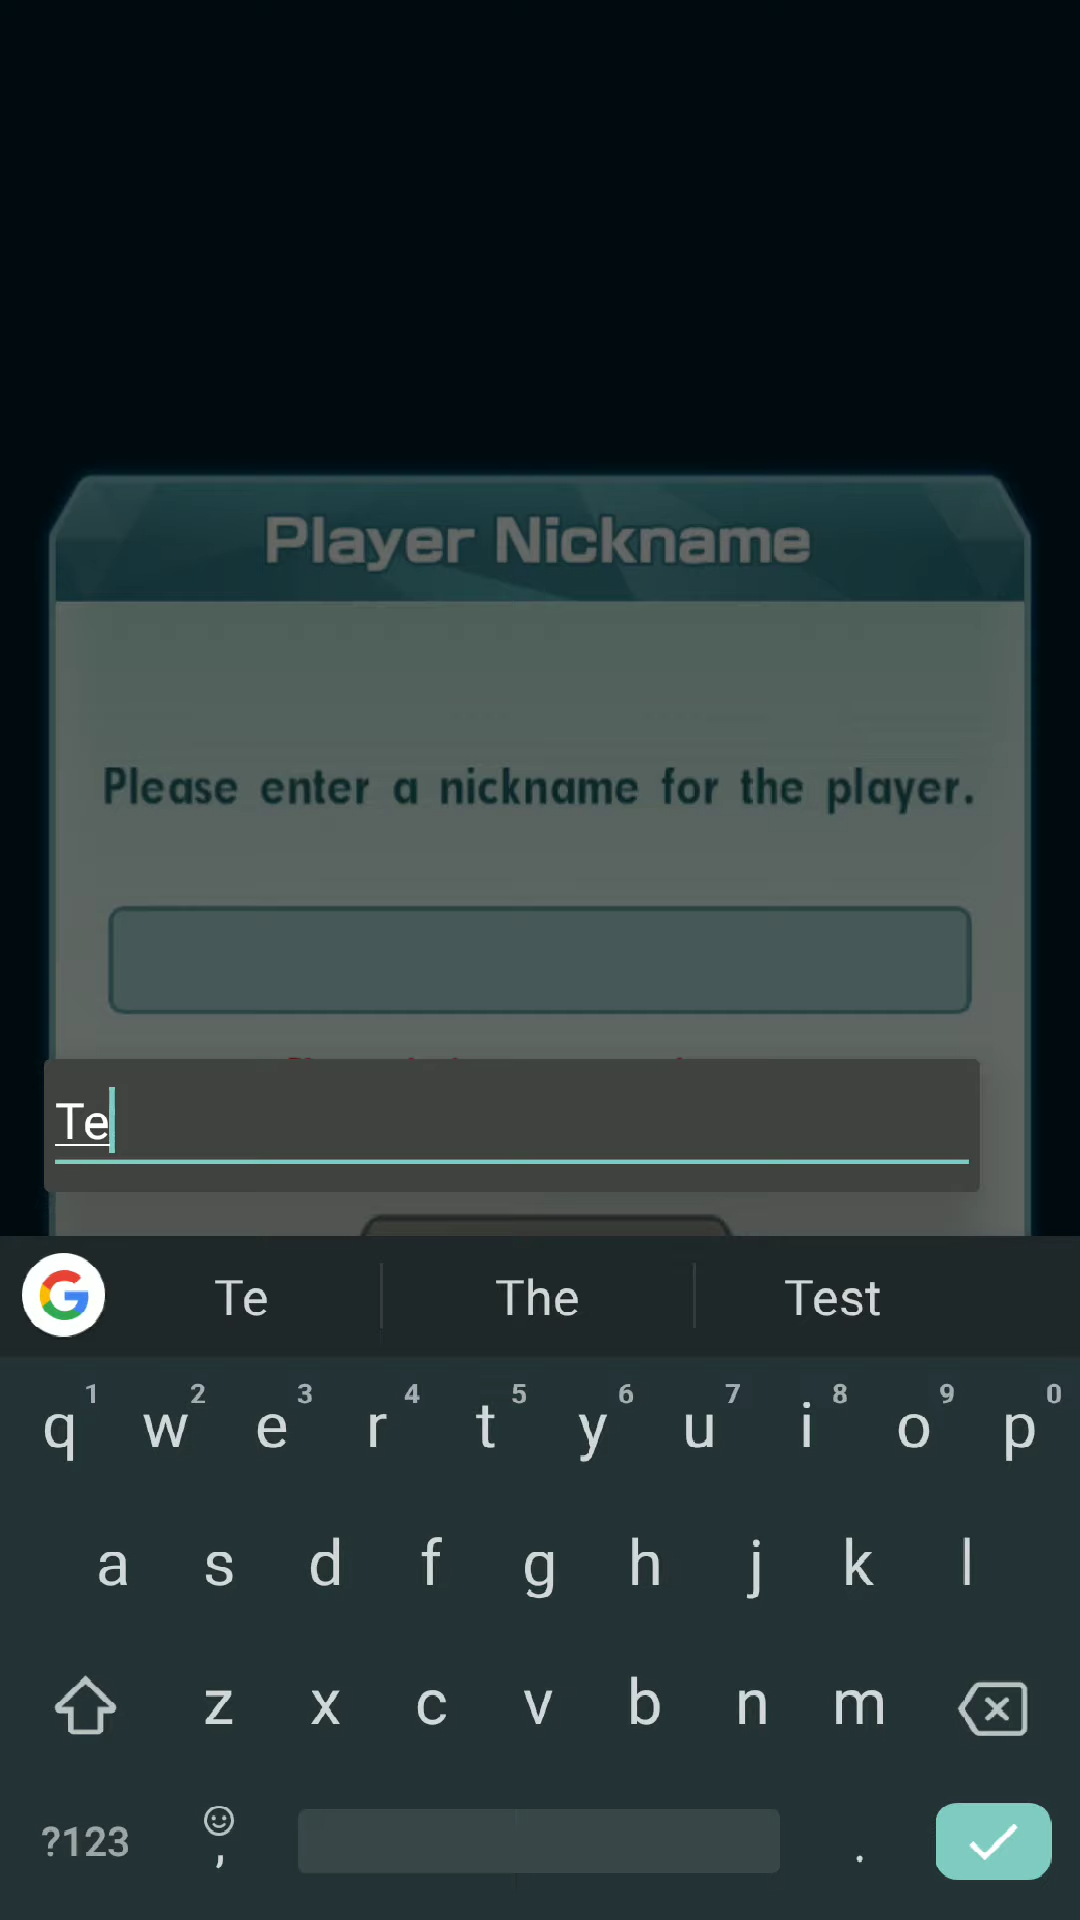 Player Nickname
Please enter a nickname for the player.
Te
Te The Test
1 2 3 4 5 6 7 8 9 0
q w e r t y u i o p
a s d f g h j k l
z x c v b n m
?123 , .